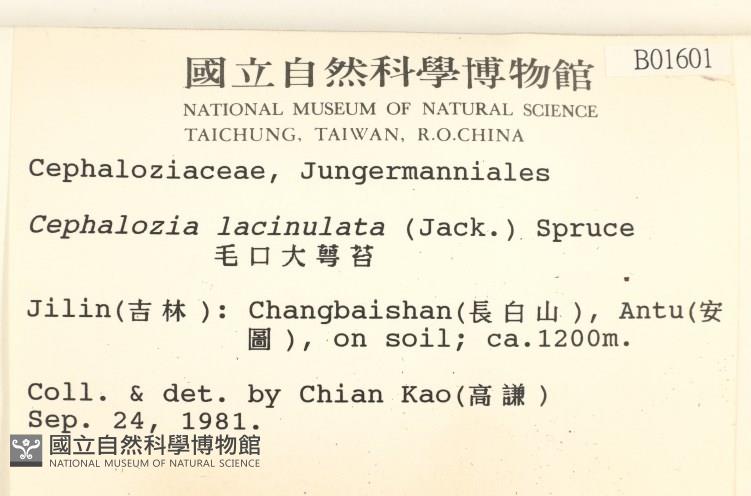 國立自然科學博物館
B01601
NATIONAL MUSEUM OF NATURAL SCIENCE
TAICHUNG, TAIWAN, R.O.CHINA
Cephaloziaceae, Jungermanniales
Cephalozia lacinulata (Jack.) Spruce
毛口大萼苔
Jilin(吉林): Changbaishan(長白山), Antu(安
圖), on soil; ca.1200m.
Coll. & det. by Chian Kao(高謙)
Sep. 24, 1981.
國立自然科學博物館
NATIONAL MUSEUM OF NATURAL SCIENCE